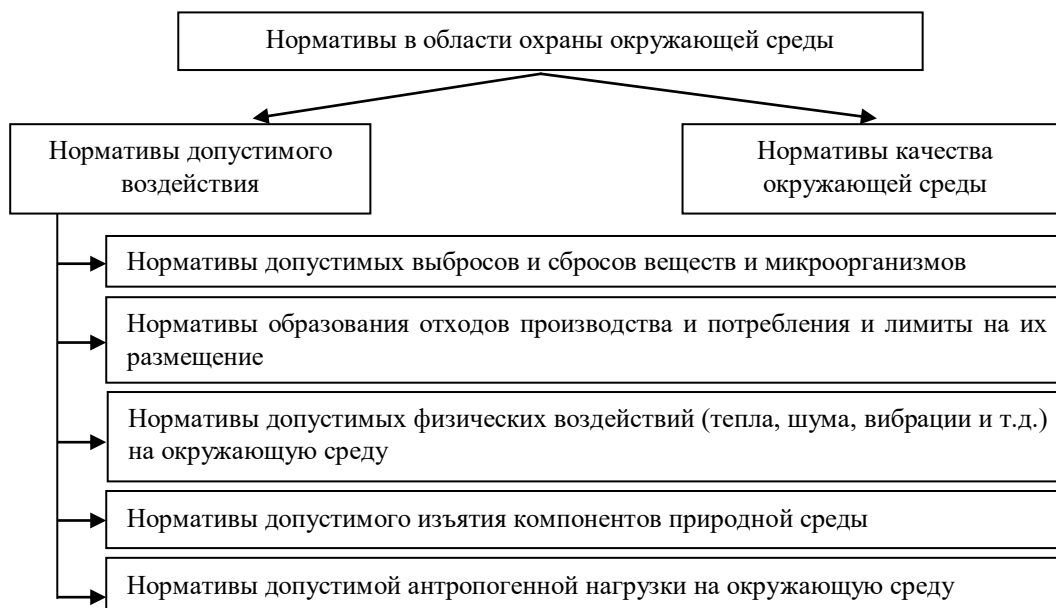 Нормативы в области охраны окружающей среды
Нормативы допустимого
воздействия
Нормативы качества
окружающей среды
Нормативы допустимых выбросов и сбросов веществ и микроорганизмов
Нормативы образования отходов производства и потребления и лимиты на их
размещение
Нормативы допустимых физических воздействий (тепла, шума, вибрации и т.д.)
на окружающую среду
Нормативы допустимого изъятия компонентов природной среды
Нормативы допустимой антропогенной нагрузки на окружающую среду